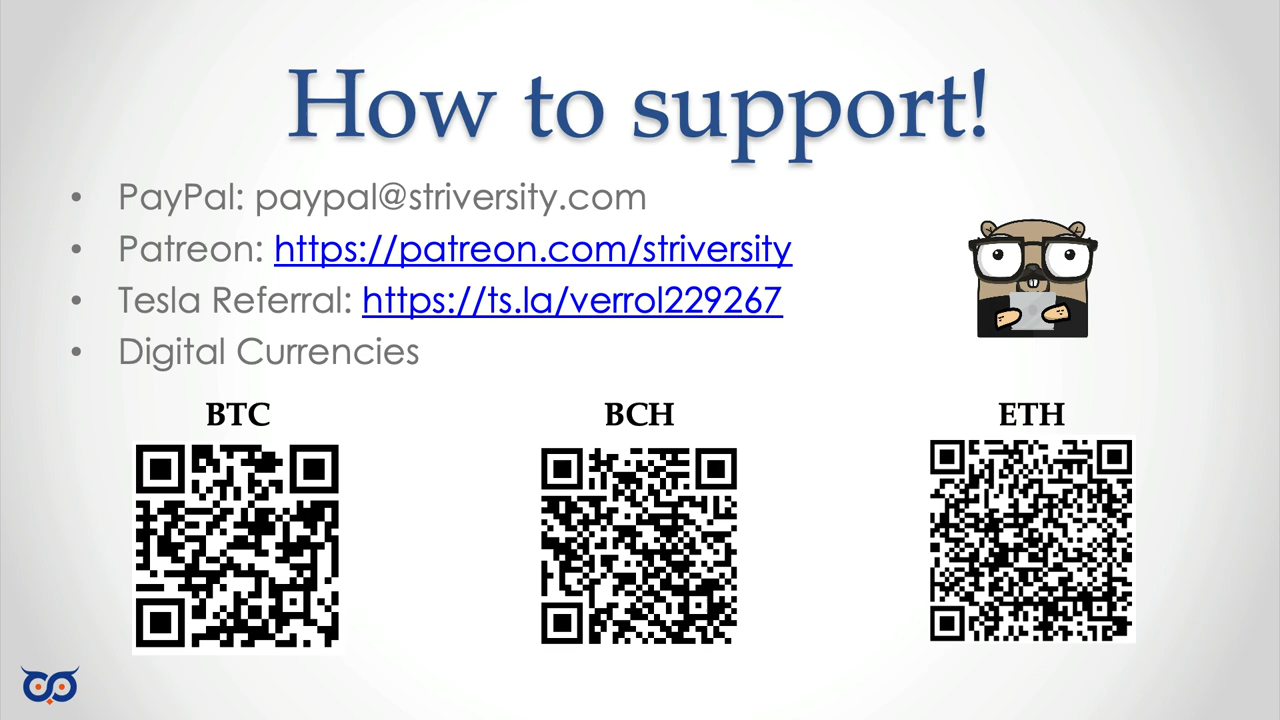 How to support!
• PayPal: paypal@striversity.com
• Patreon: https://patreon.com/striversity
• Tesla Referral: https://ts.la/verrol229267
• Digital Currencies
BTC BCH ETH